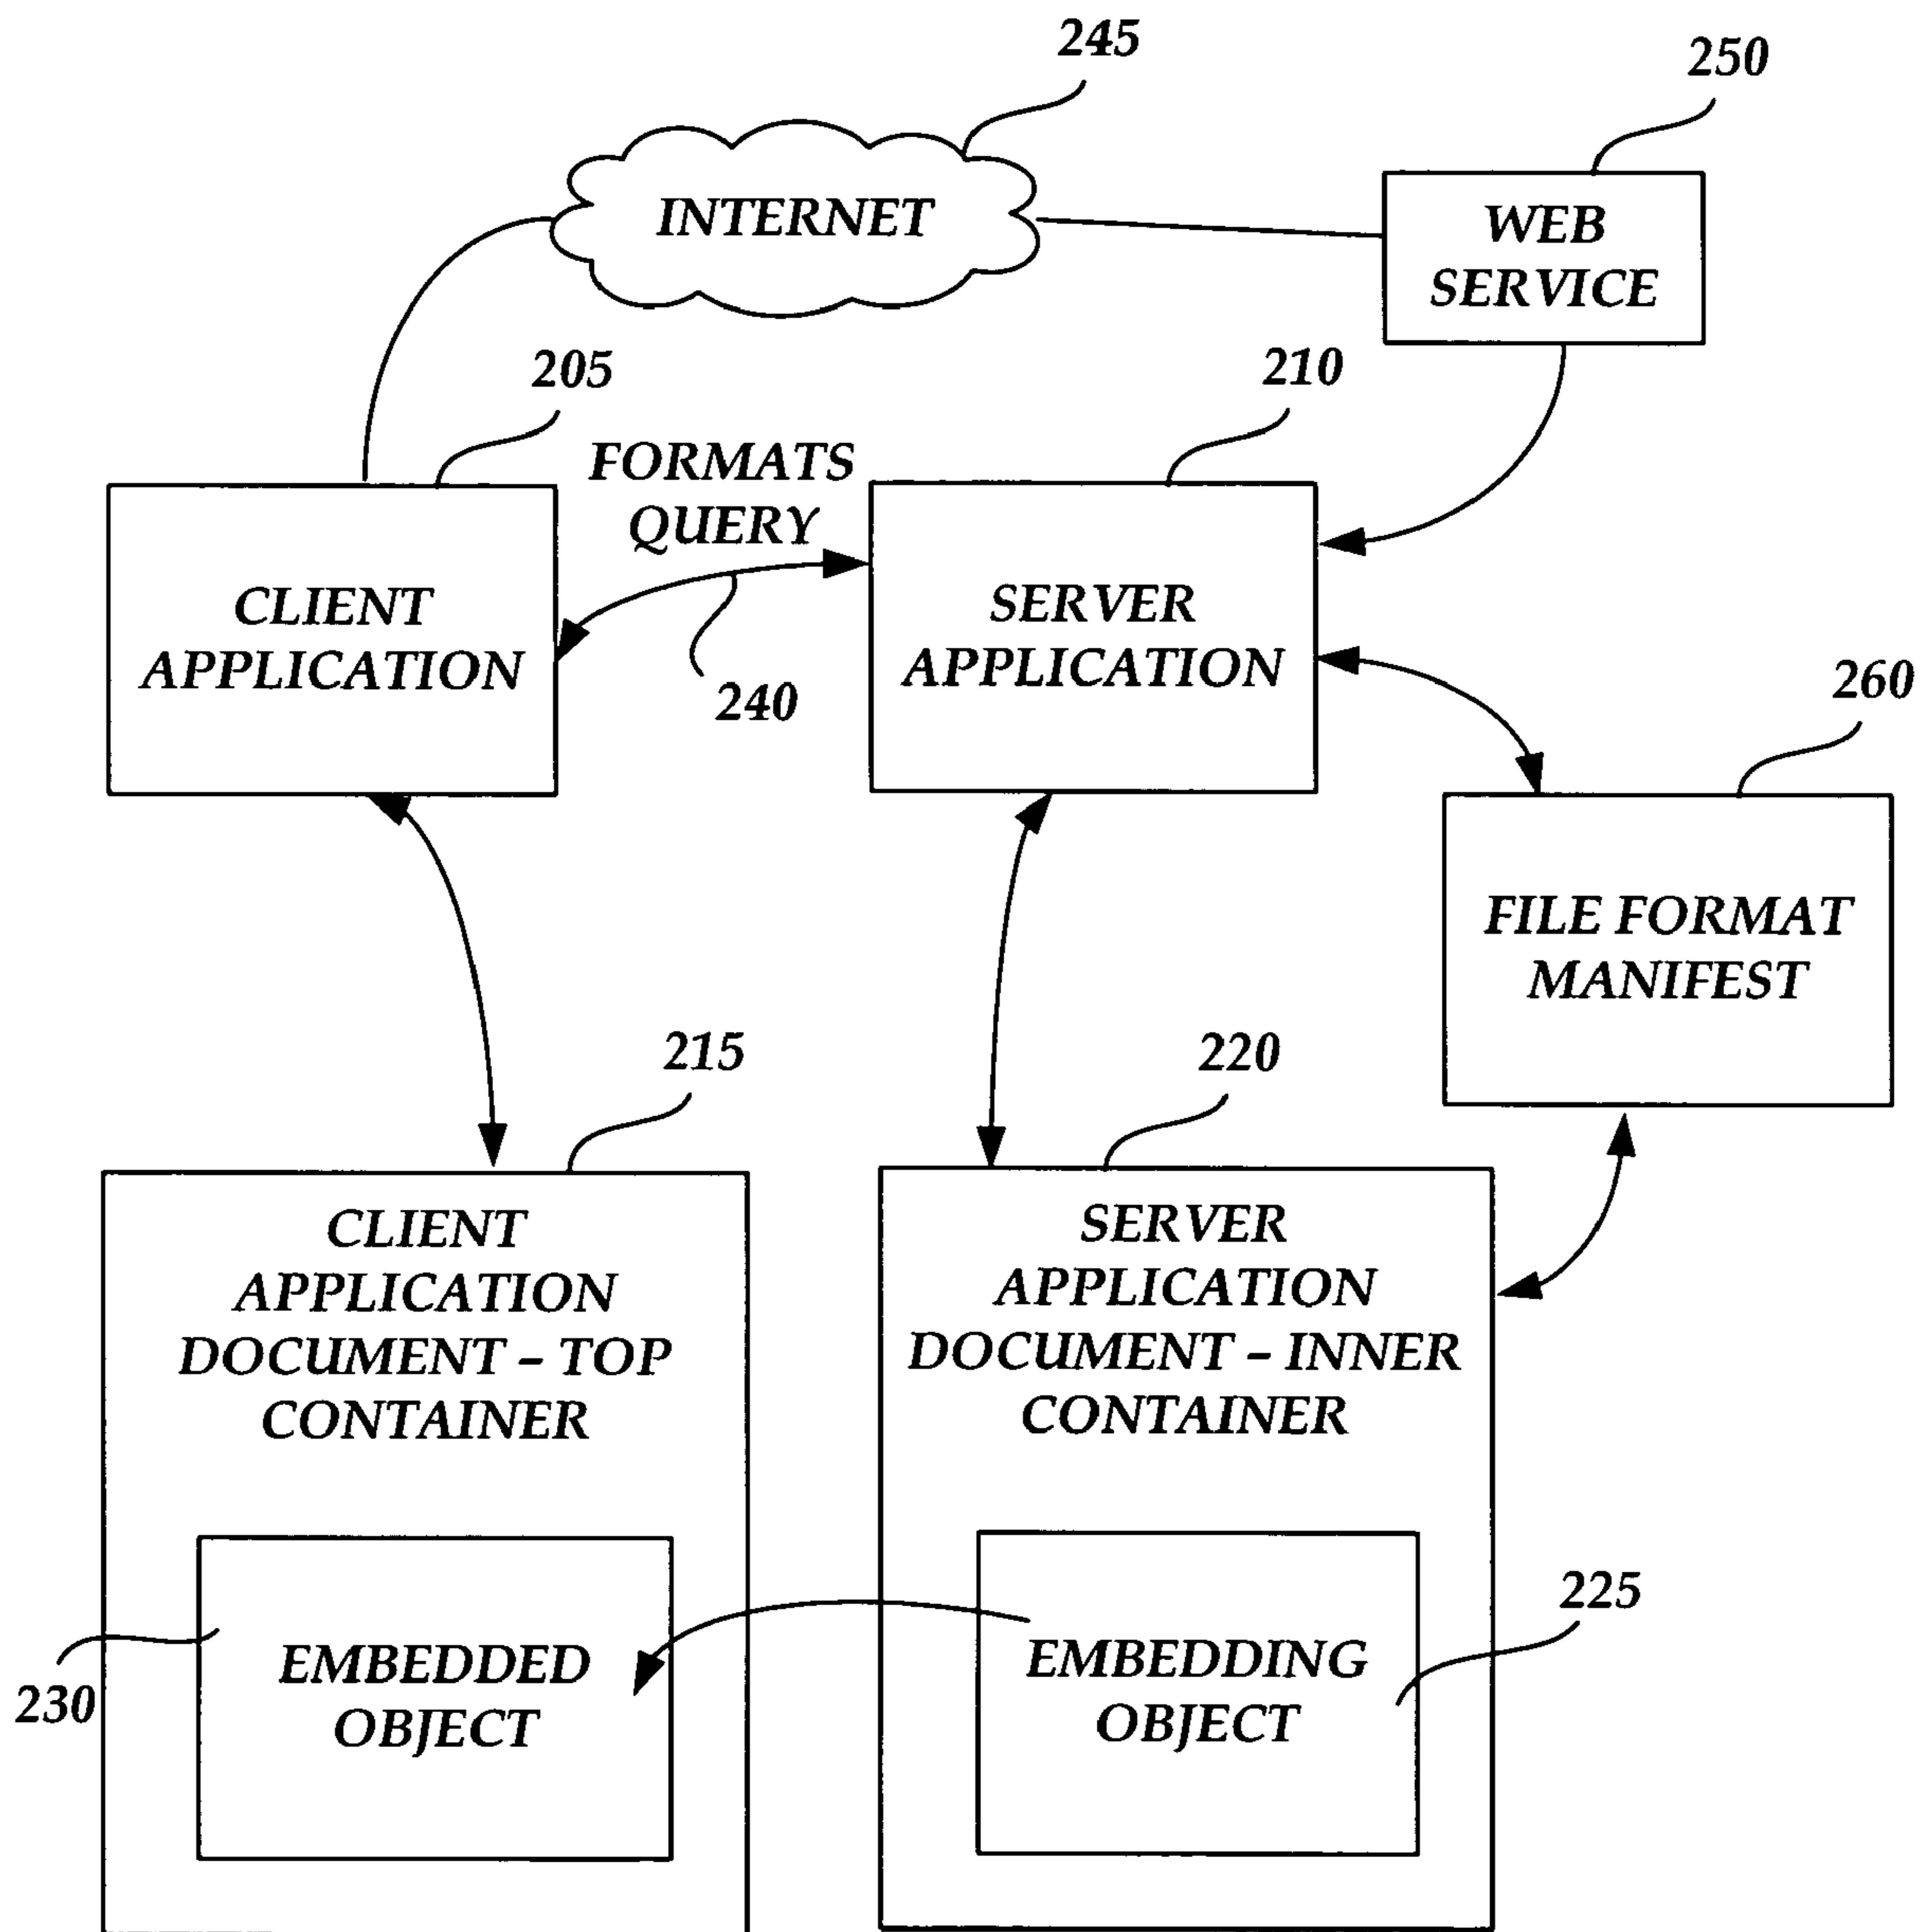 245
250
INTERNET
WEB
SERVICE
205
210
FORMATS
QUERY
CLIENT
APPLICATION
SERVER
APPLICATION
240
260
FILE FORMAT
MANIFEST
215
220
CLIENT
APPLICATION
DOCUMENT – TOP
CONTAINER
SERVER
APPLICATION
DOCUMENT – INNER
CONTAINER
225
230
EMBEDDED
OBJECT
EMBEDDING
OBJECT